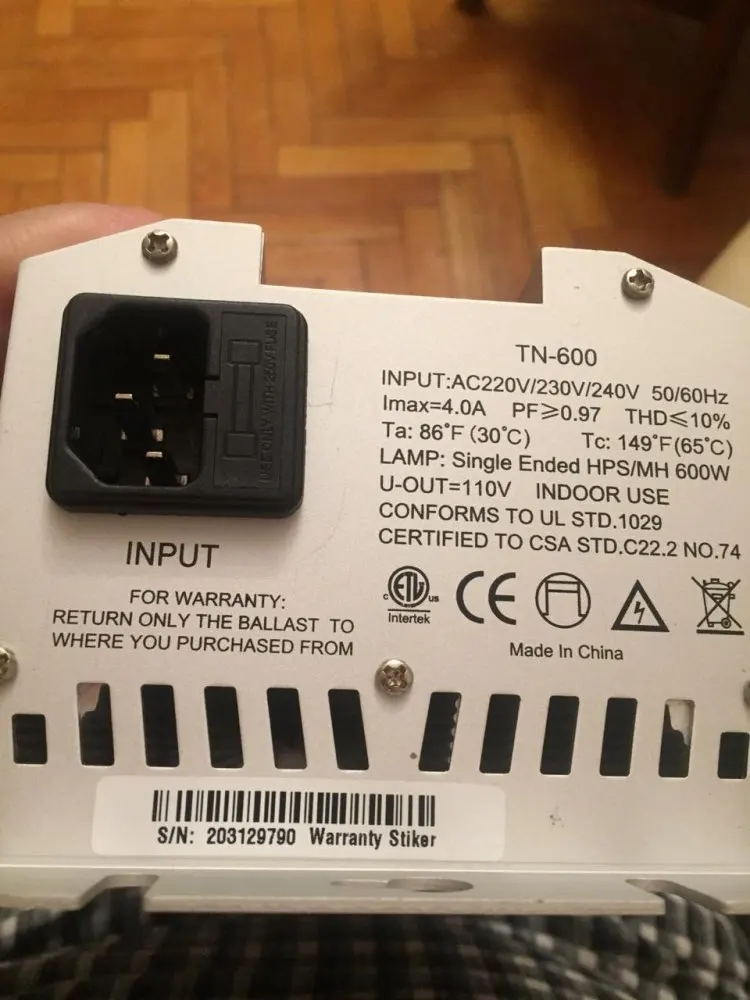 USE ONLY WITH 250V FUSE
TN-600
INPUT:AC220V/230V/240V 50/60Hz
Imax=4.0A PF≥0.97 THD≤10%
Ta: 86°F (30°C) Tc: 149°F(65°C)
LAMP: Single Ended HPS/MH 600W
U-OUT=110V INDOOR USE
CONFORMS TO UL STD.1029
CERTIFIED TO CSA STD.C22.2 NO.74
INPUT
FOR WARRANTY:
RETURN ONLY THE BALLAST TO
WHERE YOU PURCHASED FROM
c ETL us
Intertek
CE
Made In China
S/N: 203129790 Warranty Stiker